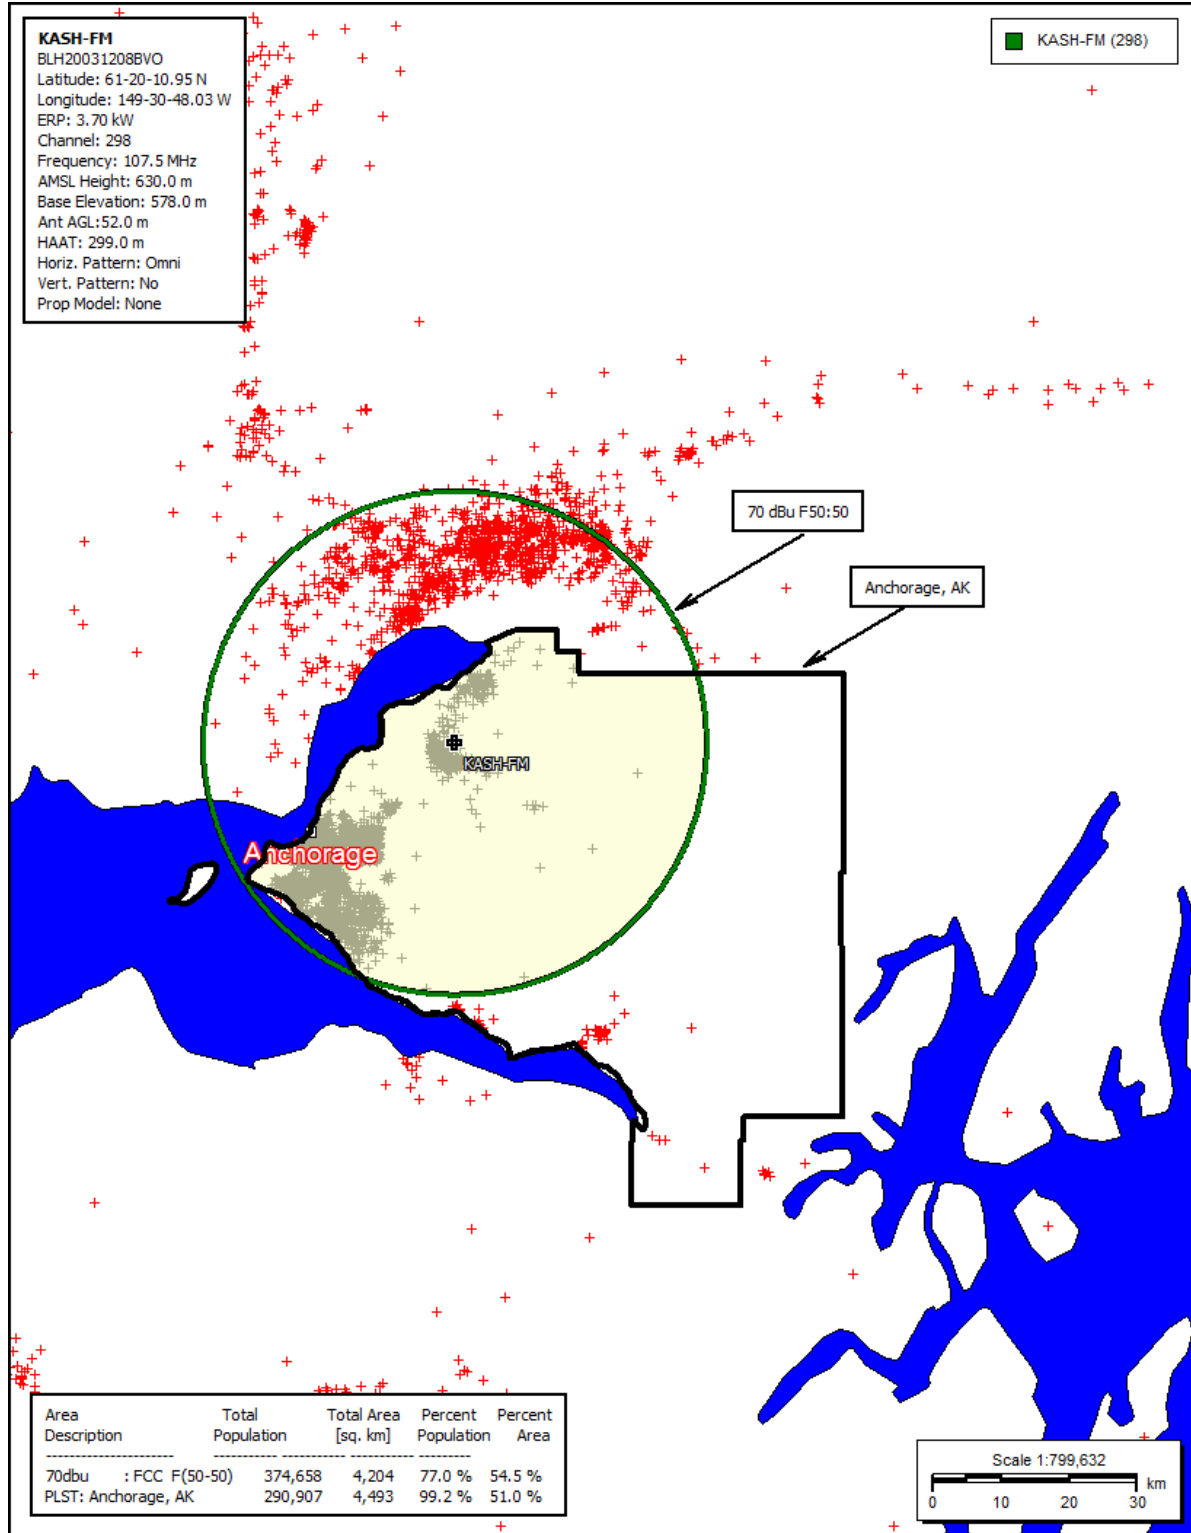 KASH-FM
BLH20031208BVO
Latitude: 61-20-10.95 N
Longitude: 149-30-48.03 W
ERP: 3.70 kW
Channel: 298
Frequency: 107.5 MHz
AMSL Height: 630.0 m
Base Elevation: 578.0 m
Ant AGL:52.0 m
HAAT: 299.0 m
Horiz. Pattern: Omni
Vert. Pattern: No
Prop Model: None
KASH-FM (298)
70 dBu F50:50
Anchorage, AK
KASH-FM
Anchorage
Area Total Total Area Percent Percent
Description Population [sq. km] Population Area
----------------------- ----------- ----------- ----------- ---------
70dbu : FCC F(50-50) 374,658 4,204 77.0 % 54.5 %
PLST: Anchorage, AK 290,907 4,493 99.2 % 51.0 %
Scale 1:799,632
km
0 10 20 30